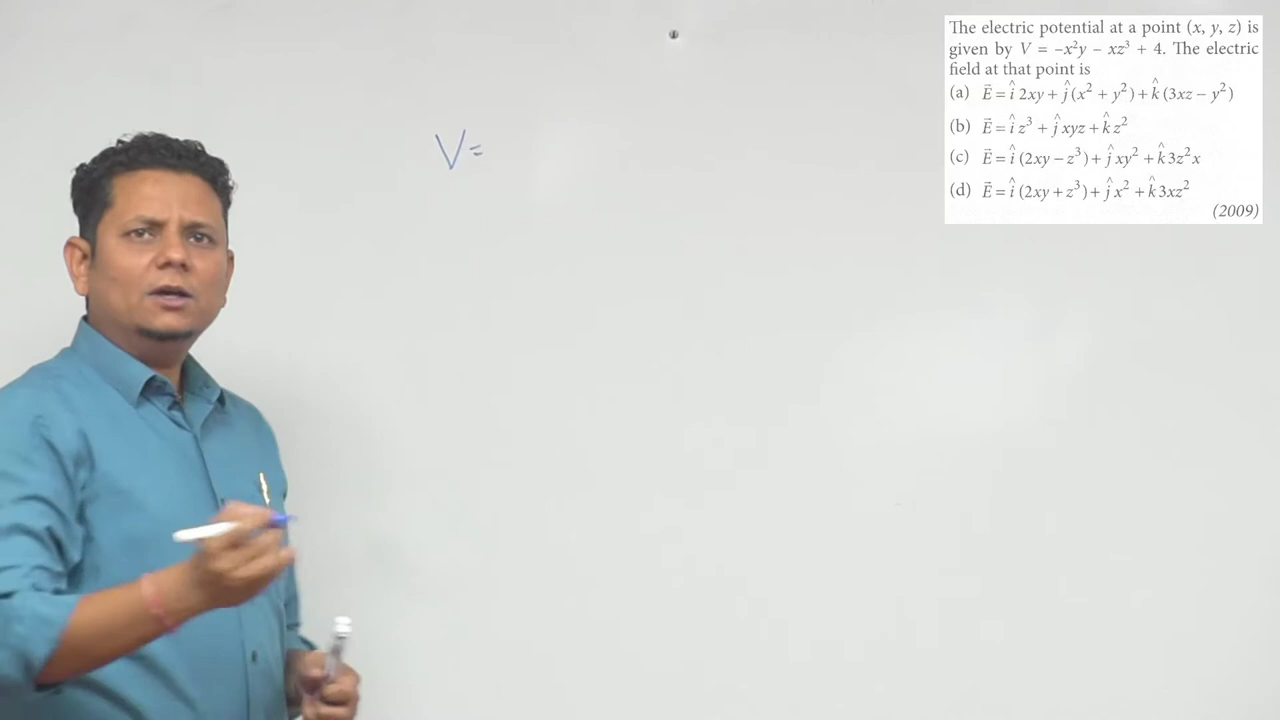 The electric potential at a point (x, y, z) is
given by V = –x²y – xz³ + 4. The electric
field at that point is
(a) E⃗ = î 2xy + ĵ (x² + y²) + k̂ (3xz – y²)
(b) E⃗ = î z³ + ĵ xyz + k̂ z²
(c) E⃗ = î (2xy – z³) + ĵ xy² + k̂ 3z²x
(d) E⃗ = î (2xy + z³) + ĵ x² + k̂ 3xz²
(2009)
V=